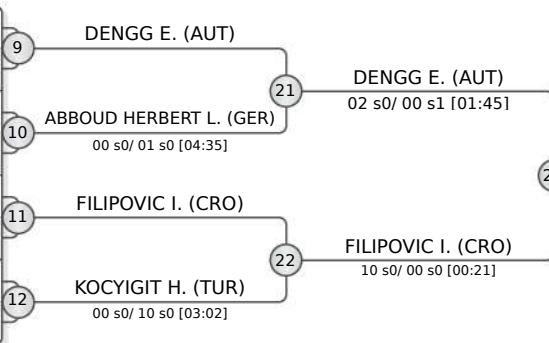 DENGG E. (AUT)
9
21
DENGG E. (AUT)
02 s0/ 00 s1 [01:45]
ABBOUD HERBERT L. (GER)
10
00 s0/ 01 s0 [04:35]
FILIPOVIC I. (CRO)
11
22
FILIPOVIC I. (CRO)
10 s0/ 00 s0 [00:21]
KOCYIGIT H. (TUR)
12
00 s0/ 10 s0 [03:02]